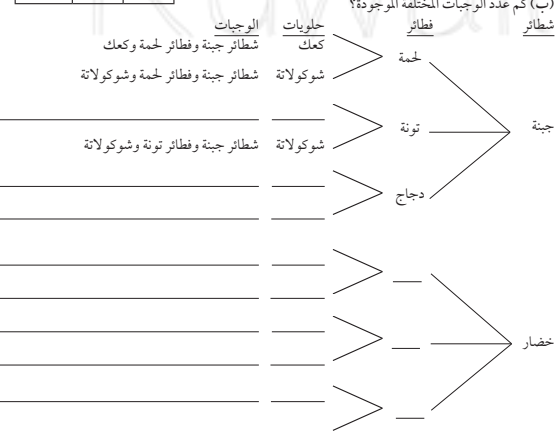 (ب) كم عدد الوجبات المختلفة الموجودة؟
شطائر فطائر حلويات الوجبات
كعك شطائر جبنة وفطائر لحمة وكعك
لحمة
شوكولاتة شطائر جبنة وفطائر لحمة وشوكولاتة
جبنة تونة
شوكولاتة شطائر جبنة وفطائر تونة وشوكولاتة
دجاج
خضار